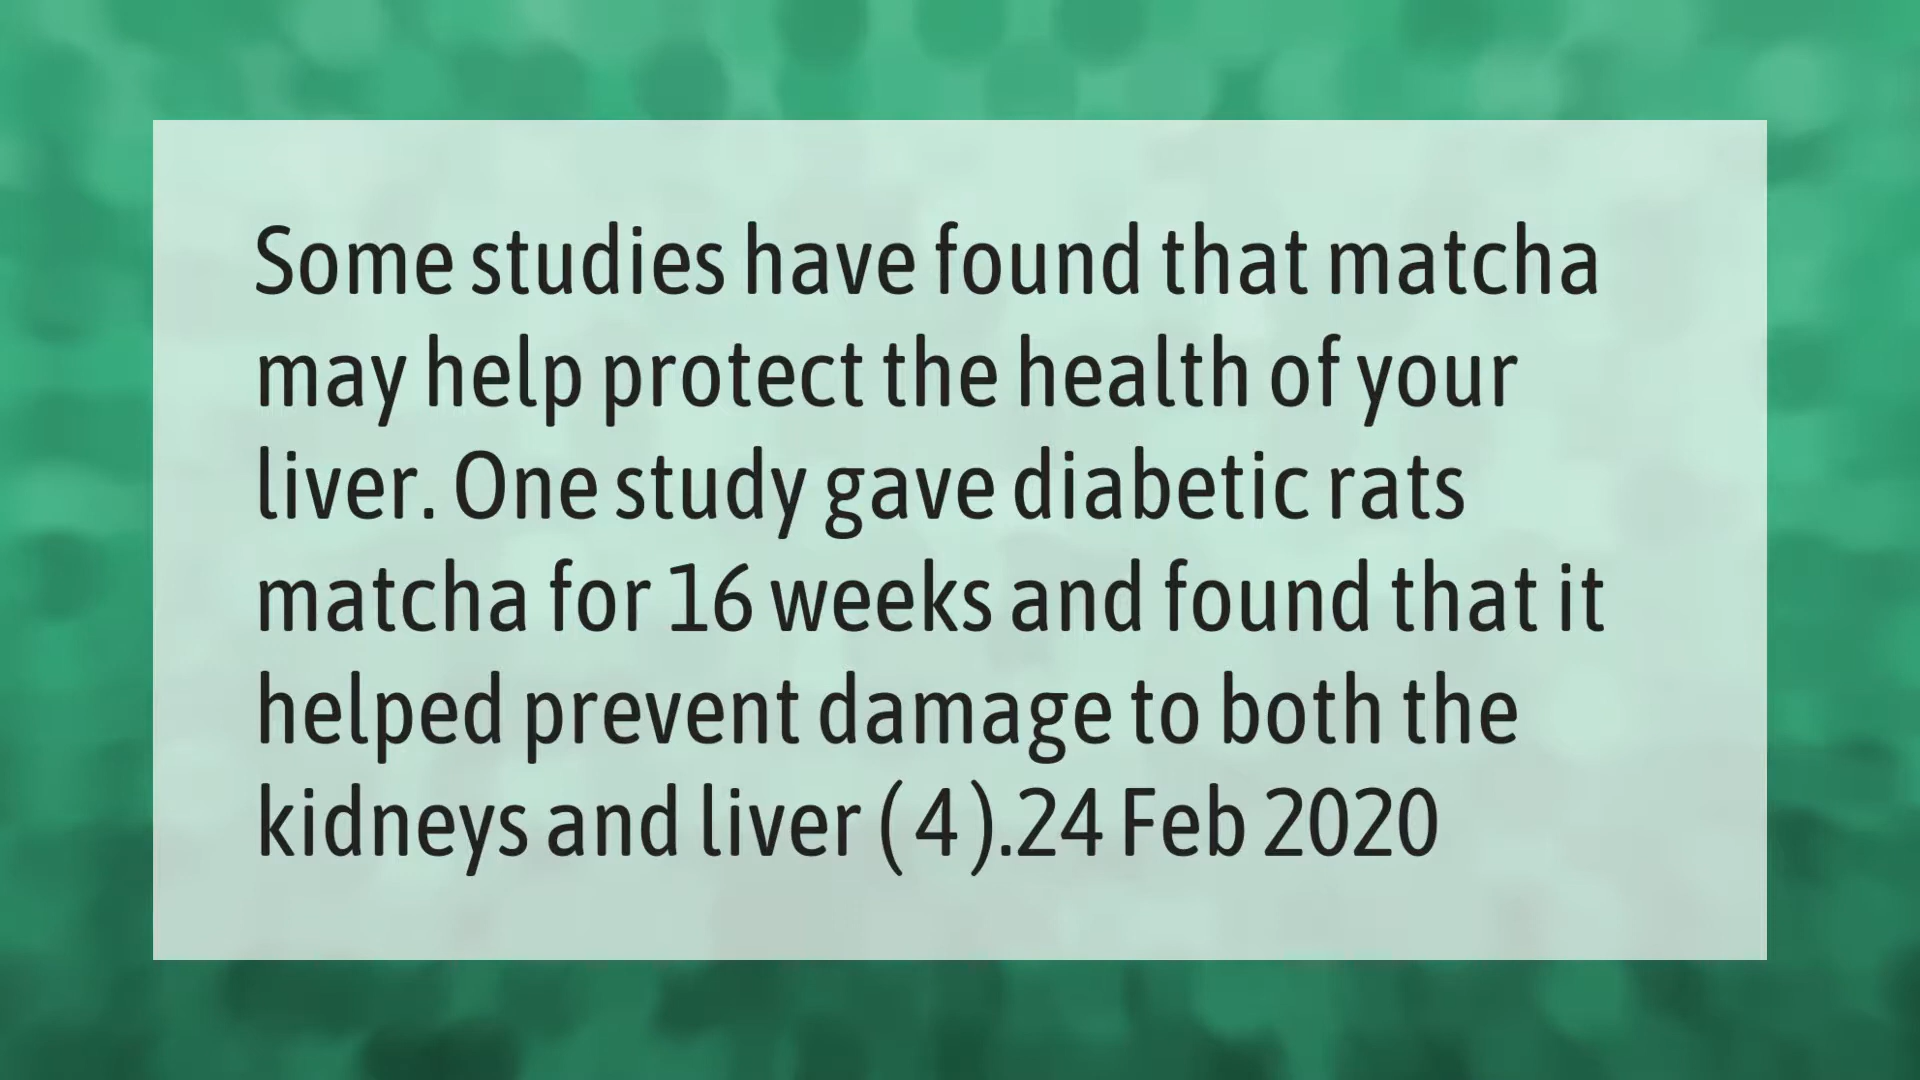 Some studies have found that matcha
may help protect the health of your
liver. One study gave diabetic rats
matcha for 16 weeks and found that it
helped prevent damage to both the
kidneys and liver ( 4 ).24 Feb 2020